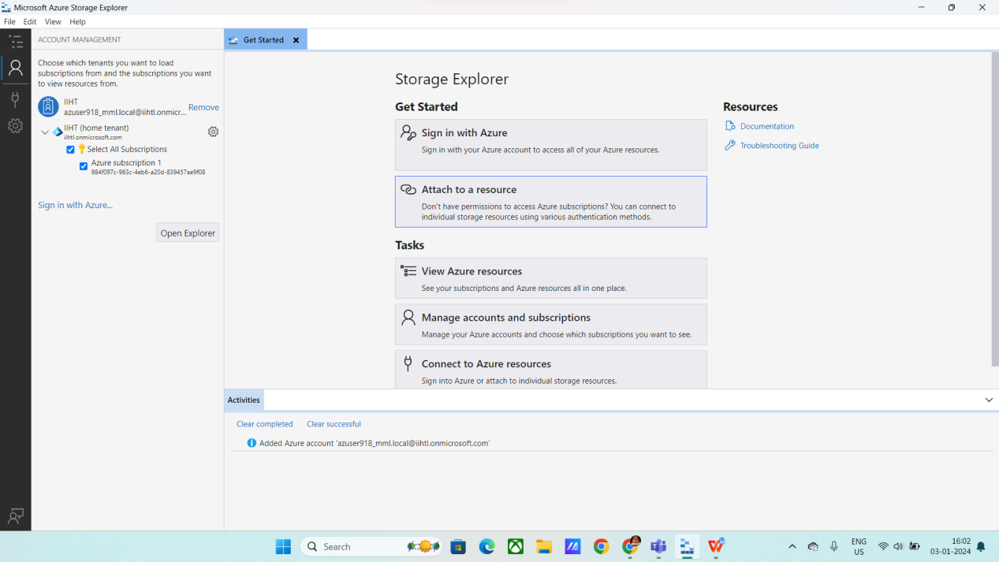 Microsoft Azure Storage Explorer
File Edit View Help
ACCOUNT MANAGEMENT
Choose which tenants you want to load
subscriptions from and the subscriptions you want
to view resources from.
IIHT
azuser918_mml.local@iihtl.onmicr...
Remove
IIHT (home tenant)
iihtl.onmicrosoft.com
Select All Subscriptions
Azure subscription 1
984f097c-963c-4eb6-a20d-839457ae9f08
Sign in with Azure...
Open Explorer
Get Started
Storage Explorer
Get Started
Sign in with Azure
Sign in with your Azure account to access all of your Azure resources.
Attach to a resource
Don't have permissions to access Azure subscriptions? You can connect to
individual storage resources using various authentication methods.
Tasks
View Azure resources
See your subscriptions and Azure resources all in one place.
Manage accounts and subscriptions
Manage your Azure accounts and choose which subscriptions you want to see.
Connect to Azure resources
Sign into Azure or attach to individual storage resources.
Resources
Documentation
Troubleshooting Guide
Activities
Clear completed Clear successful
Added Azure account 'azuser918_mml.local@iihtl.onmicrosoft.com'
Search
ENG
US
16:02
03-01-2024